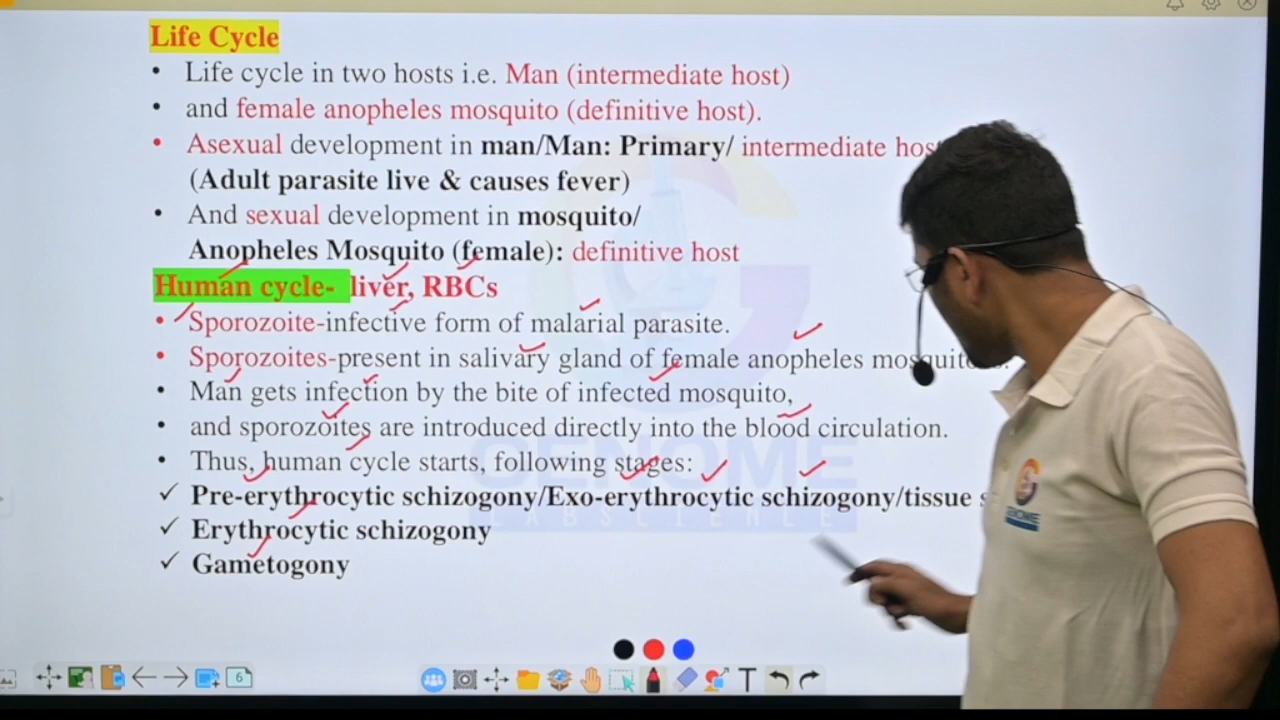 Life Cycle
• Life cycle in two hosts i.e. Man (intermediate host)
• and female anopheles mosquito (definitive host).
• Asexual development in man/Man: Primary/ intermediate
(Adult parasite live & causes fever)
• And sexual development in mosquito/
Anopheles Mosquito (female): definitive host
Human cycle- liver, RBCs
• Sporozoite-infective form of malarial parasite.
• Sporozoites-present in salivary gland of female anopheles
• Man gets infection by the bite of infected mosquito,
• and sporozoites are introduced directly into the blood circulation.
• Thus, human cycle starts, following stages:
✓ Pre-erythrocytic schizogony/Exo-erythrocytic schizogony/tissue
✓ Erythrocytic schizogony
✓ Gametogony
GENOME
LABSCIENCE
GENOME
6
T